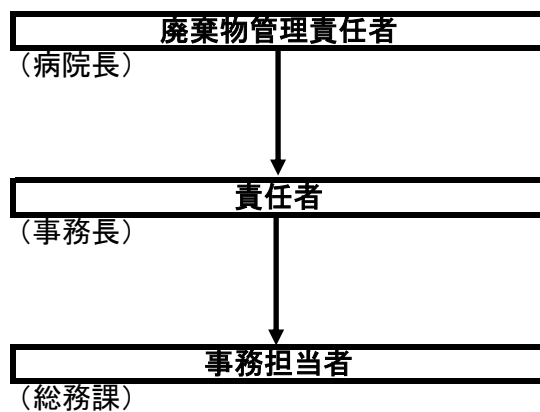 廃棄物管理責任者
（病院長）
責任者
（事務長）
事務担当者
（総務課）